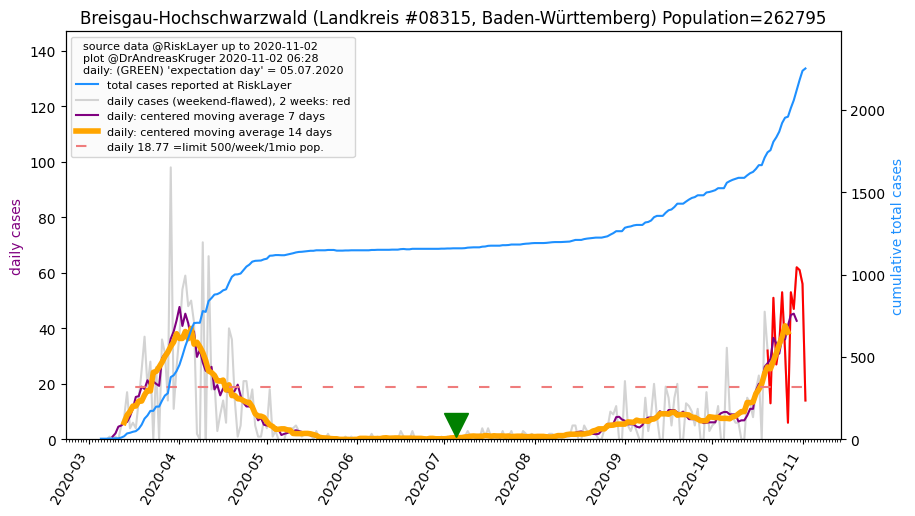 Breisgau-Hochschwarzwald (Landkreis #08315, Baden-Württemberg) Population=262795
source data @RiskLayer up to 2020-11-02
plot @DrAndreasKruger 2020-11-02 06:28
daily: (GREEN) 'expectation day' = 05.07.2020
total cases reported at RiskLayer
daily cases (weekend-flawed), 2 weeks: red
daily: centered moving average 7 days
daily: centered moving average 14 days
daily 18.77 =limit 500/week/1mio pop.
daily cases
140
120
100
80
60
40
20
0
cumulative total cases
2000
1500
1000
500
0
2020-03
2020-04
2020-05
2020-06
2020-07
2020-08
2020-09
2020-10
2020-11